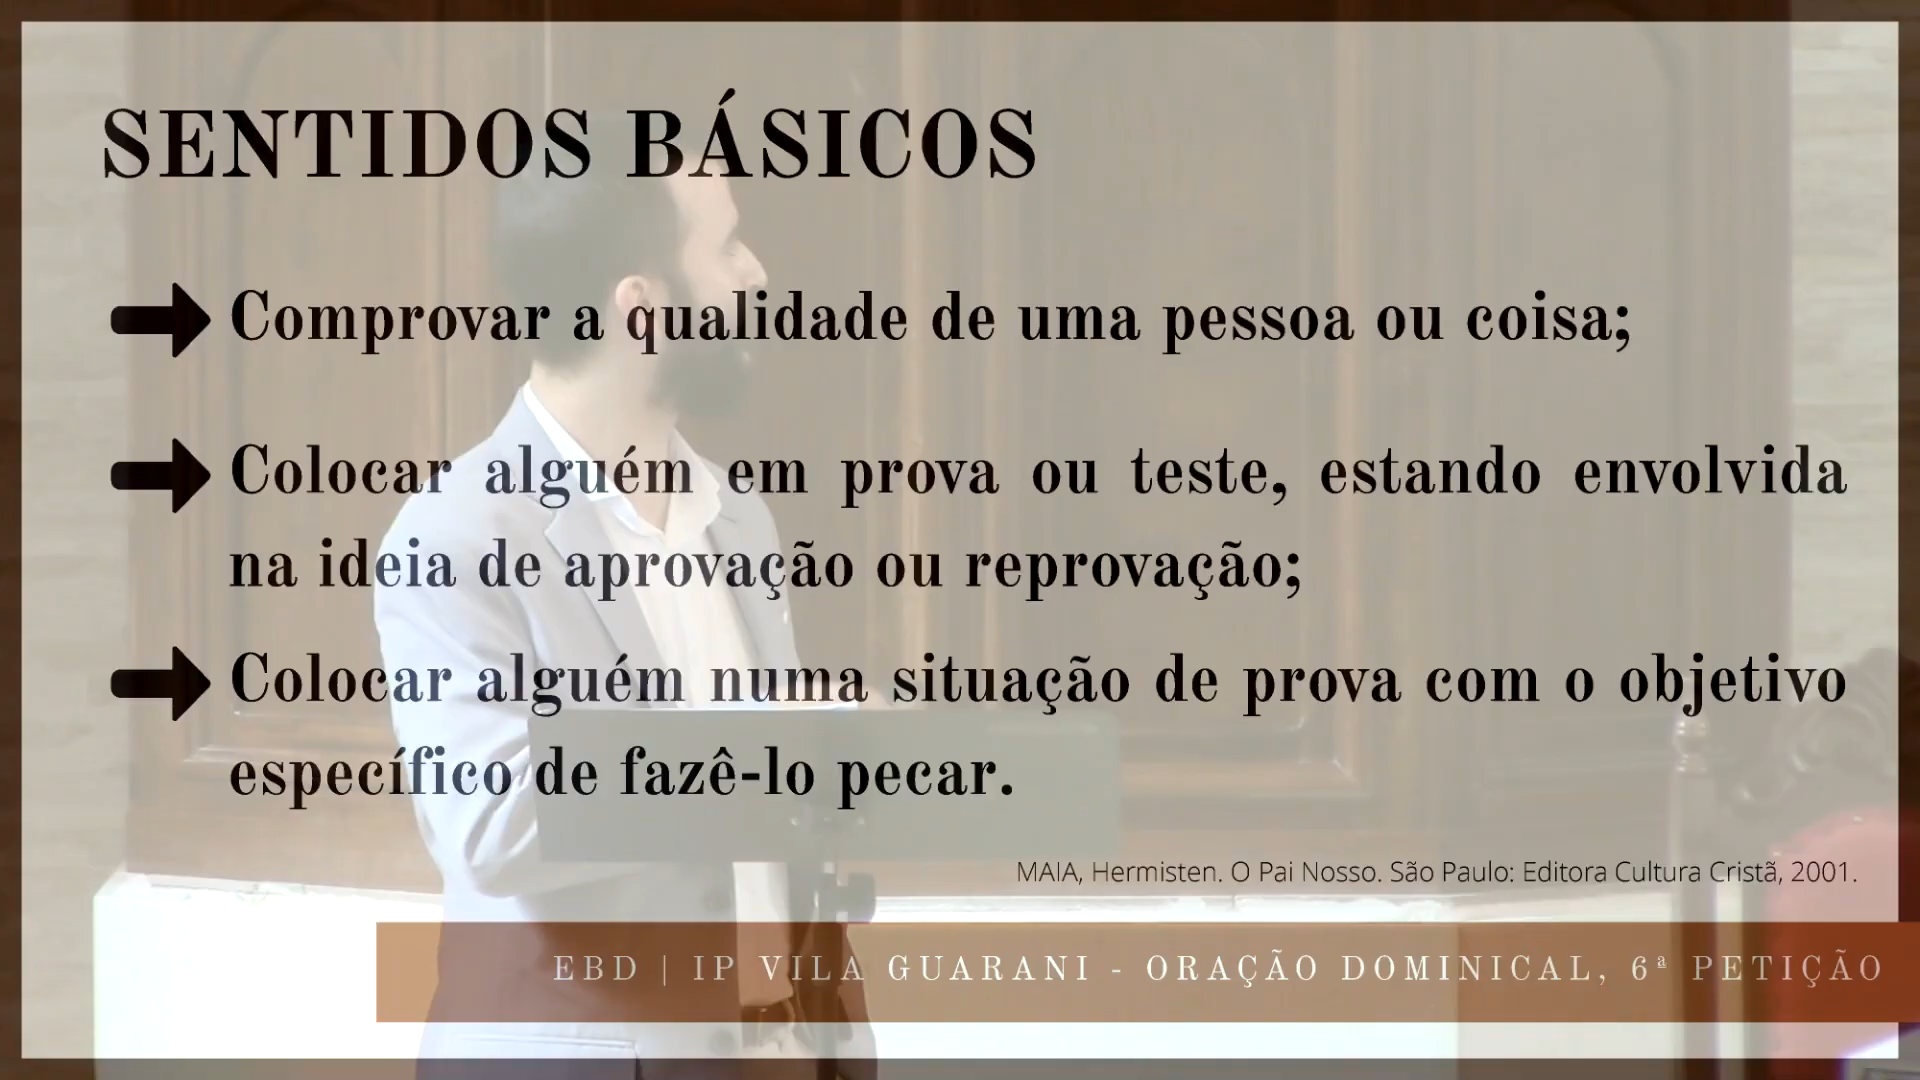 SENTIDOS BÁSICOS
Comprovar a qualidade de uma pessoa ou coisa;
Colocar alguém em prova ou teste, estando envolvida
na ideia de aprovação ou reprovação;
Colocar alguém numa situação de prova com o objetivo
específico de fazê-lo pecar.
MAIA, Hermisten. O Pai Nosso. São Paulo: Editora Cultura Cristã, 2001.
EBD | IP VILA GUARANI - ORAÇÃO DOMINICAL, 6ª PETIÇÃO